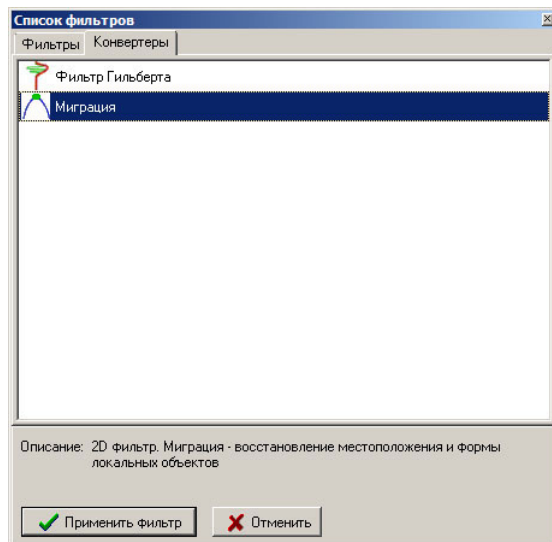 Список фильтров
Фильтры Конвертеры
Фильтр Гильберта
Миграция
Описание: 2D фильтр. Миграция - восстановление местоположения и формы
локальных объектов
Применить фильтр Отменить